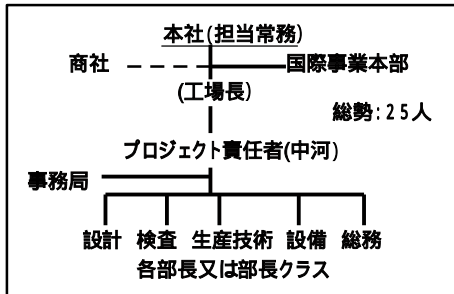 本社(担当常務)
商社 国際事業本部
(工場長)
総勢:25人
プロジェクト責任者(中河)
事務局
設計 検査 生産技術 設備 総務
各部長又は部長クラス